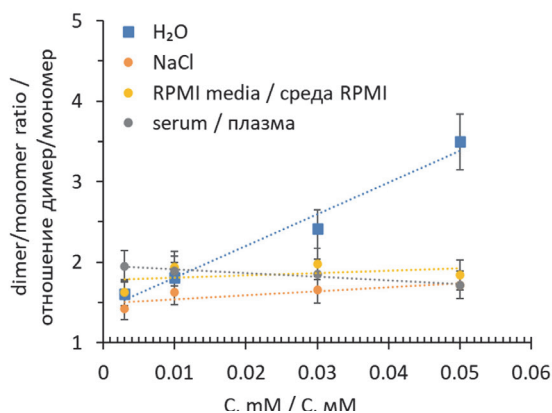 5
4
3
2
1
dimer/monomer ratio /
отношение димер/мономер
H₂O
NaCl
RPMI media / среда RPMI
serum / плазма
0 0.01 0.02 0.03 0.04 0.05 0.06
C, mM / С, мМ